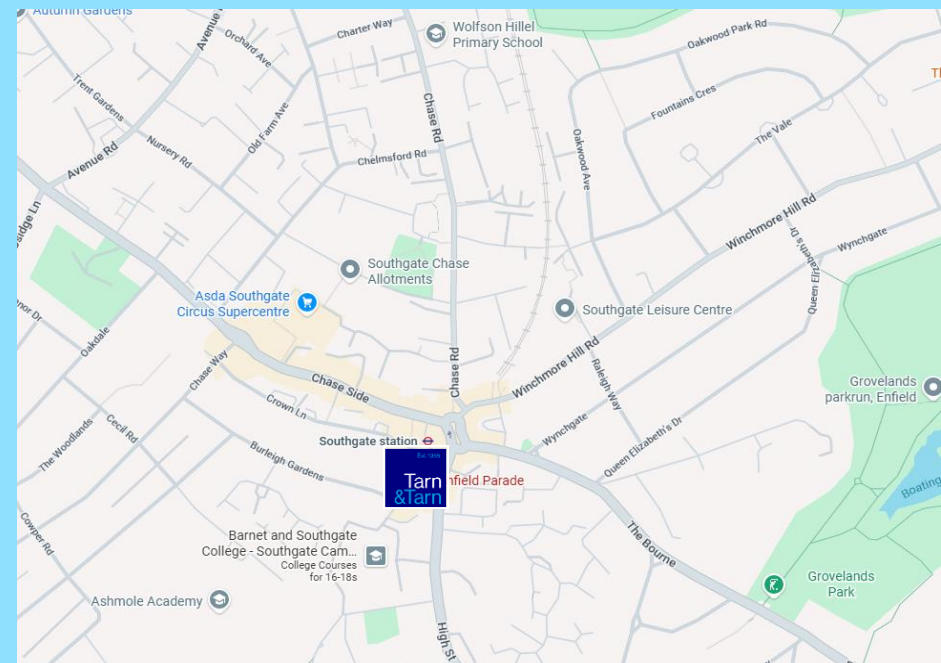 Autumn Gardens
Avenue
Orchard Ave
Charter Way
Wolfson Hillel
Primary School
Oakwood Park Rd
Trent Gardens
Old Farm Ave
Chase Rd
Fountains Cres
Nursery Rd
Avenue Rd
Chelmsford Rd
Oakwood Ave
The Vale
Winchmore Hill Rd
Queen Elizabeth's Dr
Wynchgate
Southgate Chase
Allotments
Asda Southgate
Circus Supercentre
Southgate Leisure Centre
Oakdale
Chase Way
Chase Side
Chase Rd
Winchmore Hill Rd
Raleigh Way
Grovelands
parkrun, Enfield
Crown Ln
Cecil Rd
The Woodlands
Southgate station
Burleigh Gardens
Wynchgate
Queen Elizabeth's Dr
Tarn
&Tarn
nfield Parade
Boating
Cowper Rd
Barnet and Southgate
College - Southgate Cam...
College Courses
for 16-18s
The Bourne
Grovelands
Park
Ashmole Academy
High St